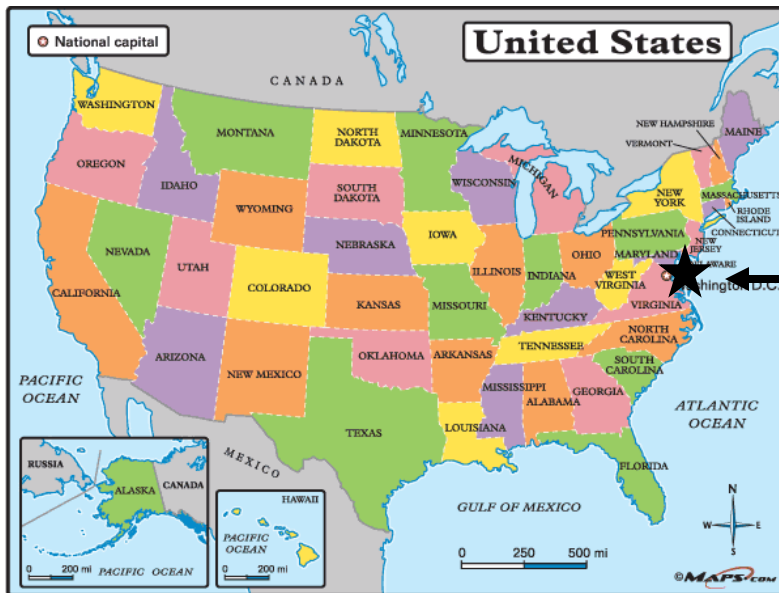 National capital
United States
CANADA
WASHINGTON
MONTANA
NORTH
DAKOTA
MINNESOTA
OREGON
IDAHO
WYOMING
SOUTH
DAKOTA
WISCONSIN
MICHIGAN
NEW HAMPSHIRE
VERMONT
MAINE
NEW
YORK
MASSACHUSETTS
RHODE
ISLAND
CONNECTICUT
NEVADA
UTAH
COLORADO
NEBRASKA
IOWA
ILLINOIS
INDIANA
OHIO
PENNSYLVANIA
NEW
JERSEY
MARYLAND
WEST
VIRGINIA
VIRGINIA
CALIFORNIA
KANSAS
MISSOURI
KENTUCKY
ARIZONA
NEW MEXICO
OKLAHOMA
ARKANSAS
TENNESSEE
NORTH
CAROLINA
SOUTH
CAROLINA
TEXAS
LOUISIANA
MISSISSIPPI
ALABAMA
GEORGIA
FLORIDA
PACIFIC
OCEAN
ATLANTIC
OCEAN
MEXICO
GULF OF MEXICO
RUSSIA
ALASKA
CANADA
PACIFIC OCEAN
0 200 mi
HAWAII
PACIFIC
OCEAN
0 200 mi
0 250 500 mi
N
W E
S
©MAPS.COM